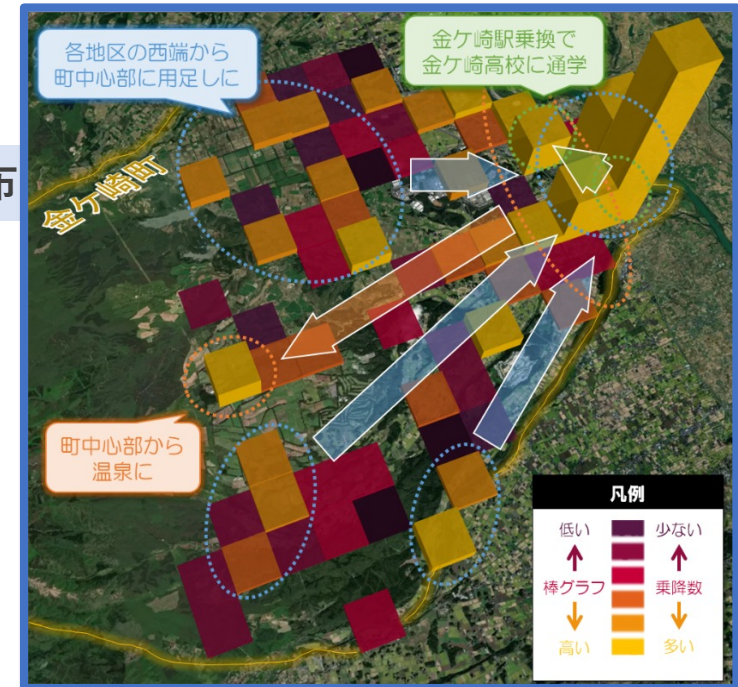 各地区の西端から
町中心部に用足しに
金ケ崎駅乗換で
金ケ崎高校に通学
布
金ケ崎町
町中心部から
温泉に
凡例
低い 少ない
棒グラフ 乗降数
高い 多い